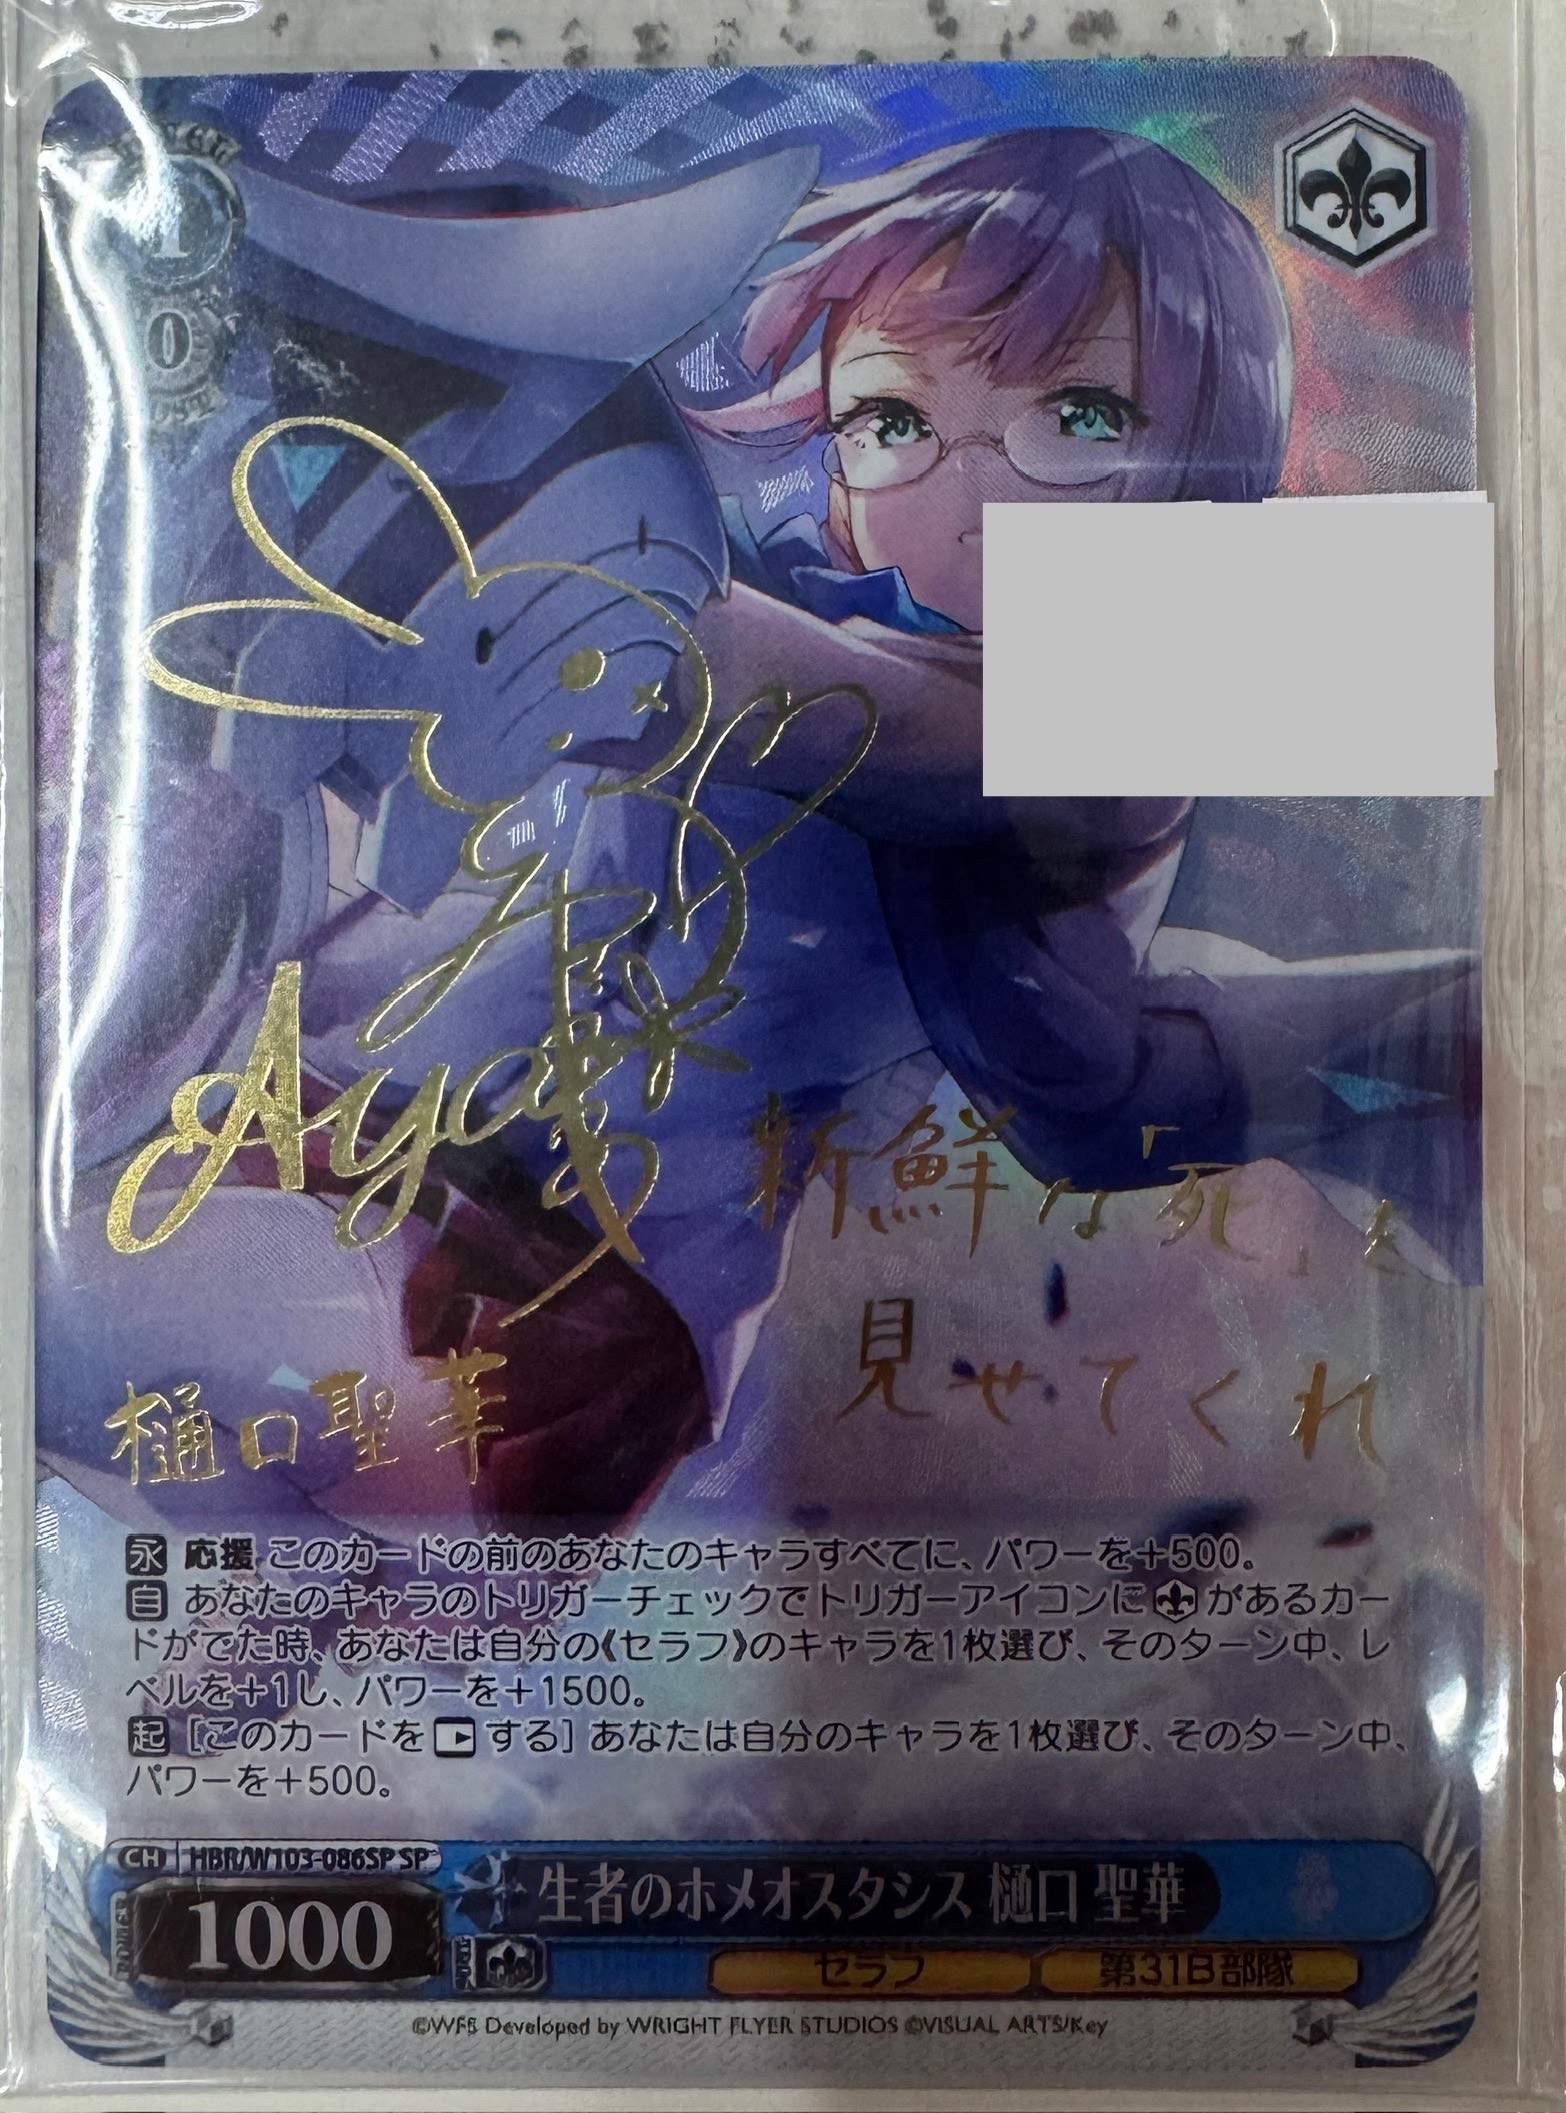 1
0
Ayasa
新鮮な「死」を
見せてくれ
樋口聖華
永 応援 このカードの前のあなたのキャラすべてに、パワーを+500。
自 あなたのキャラのトリガーチェックでトリガーアイコンにがあるカー
ドがでた時、あなたは自分の《セラフ》のキャラを1枚選び、そのターン中、レ
ベルを+1し、パワーを+1500。
起 [このカードをする] あなたは自分のキャラを1枚選び、そのターン中、
パワーを+500。
CH HBR/W103-086SP SP
1000 生者のホメオスタシス 樋口 聖華
セラフ 第31B部隊
©WFS Developed by WRIGHT FLYER STUDIOS ©VISUAL ARTS/Key